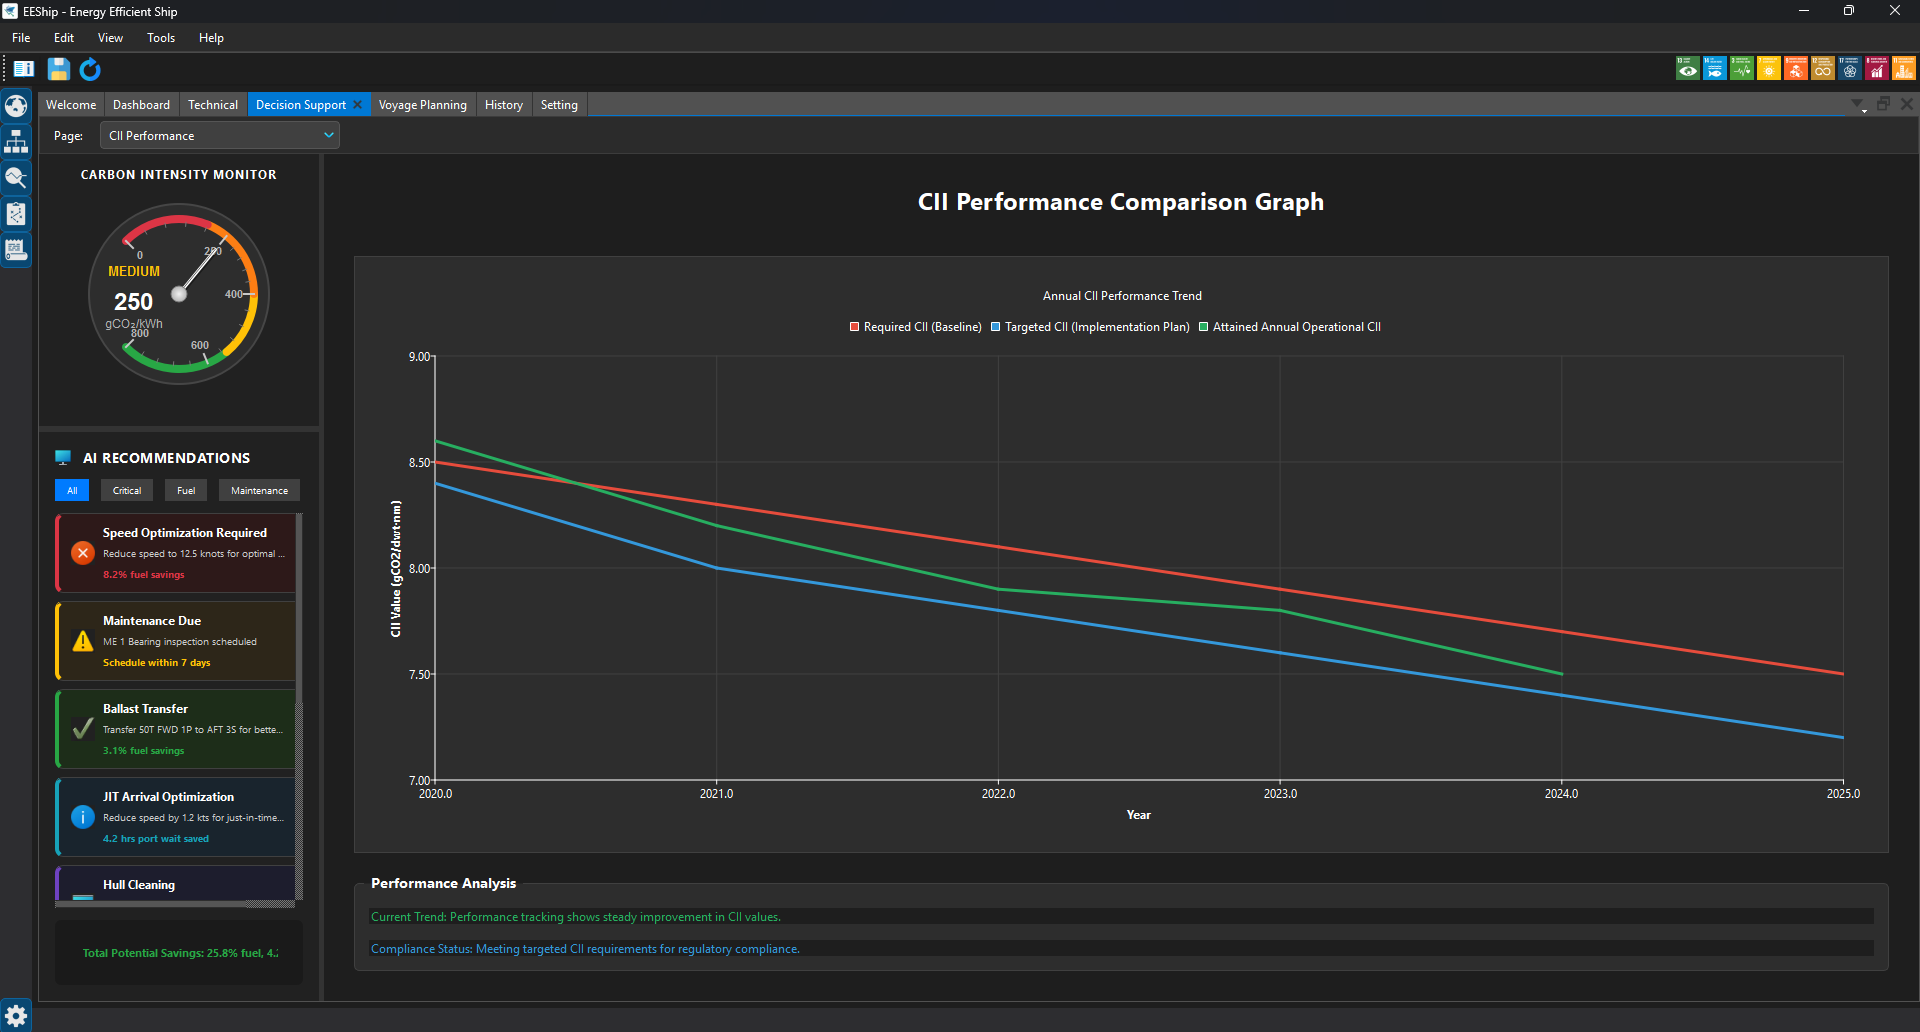 EEShip - Energy Efficient Ship
File Edit View Tools Help
Welcome Dashboard Technical Decision Support Voyage Planning History Setting
Page: CII Performance
CARBON INTENSITY MONITOR
0
200
400
600
800
MEDIUM
250
gCO₂/kWh
AI RECOMMENDATIONS
All Critical Fuel Maintenance
Speed Optimization Required
Reduce speed to 12.5 knots for optimal ...
8.2% fuel savings
Maintenance Due
ME 1 Bearing inspection scheduled
Schedule within 7 days
Ballast Transfer
Transfer 50T FWD 1P to AFT 3S for bette...
3.1% fuel savings
JIT Arrival Optimization
Reduce speed by 1.2 kts for just-in-time...
4.2 hrs port wait saved
Hull Cleaning
Total Potential Savings: 25.8% fuel, 4.
CII Performance Comparison Graph
Annual CII Performance Trend
Required CII (Baseline) Targeted CII (Implementation Plan) Attained Annual Operational CII
9.00
8.50
8.00
7.50
7.00
CII Value (gCO2/dwt·nm)
2020.0 2021.0 2022.0 2023.0 2024.0 2025.0
Year
Performance Analysis
Current Trend: Performance tracking shows steady improvement in CII values.
Compliance Status: Meeting targeted CII requirements for regulatory compliance.